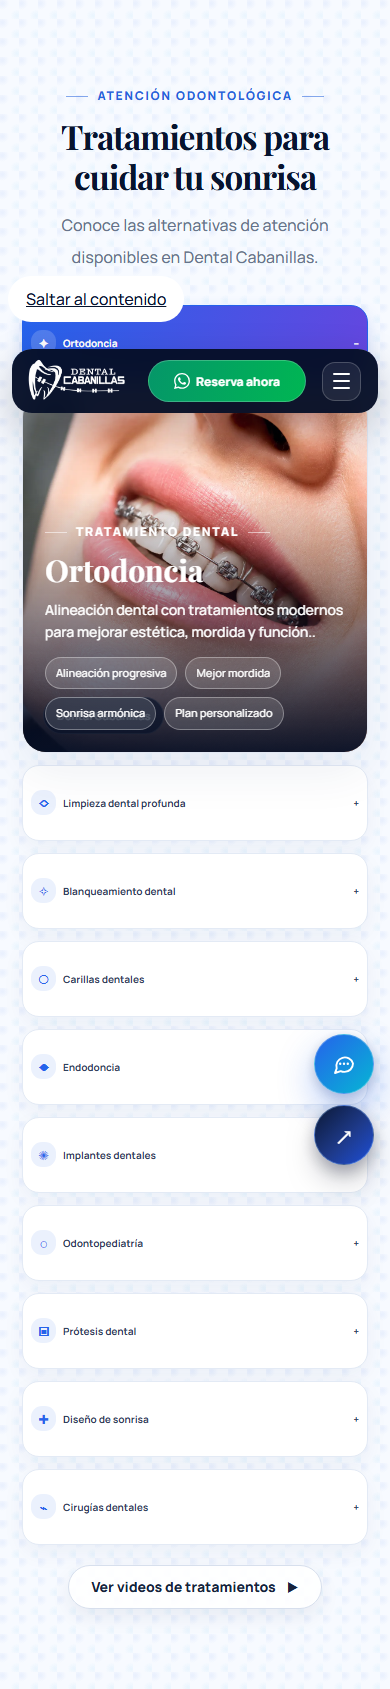 ATENCIÓN ODONTOLÓGICA
Tratamientos para
cuidar tu sonrisa
Conoce las alternativas de atención
disponibles en Dental Cabanillas.
Saltar al contenido
Ortodoncia
DENTAL
CABANILLAS
Reserva ahora
TRATAMIENTO DENTAL
Ortodoncia
Alineación dental con tratamientos modernos
para mejorar estética, mordida y función..
Alineación progresiva
Mejor mordida
Sonrisa armónica
Plan personalizado
Limpieza dental profunda
Blanqueamiento dental
Carillas dentales
Endodoncia
Implantes dentales
Odontopediatría
Prótesis dental
Diseño de sonrisa
Cirugías dentales
Ver videos de tratamientos